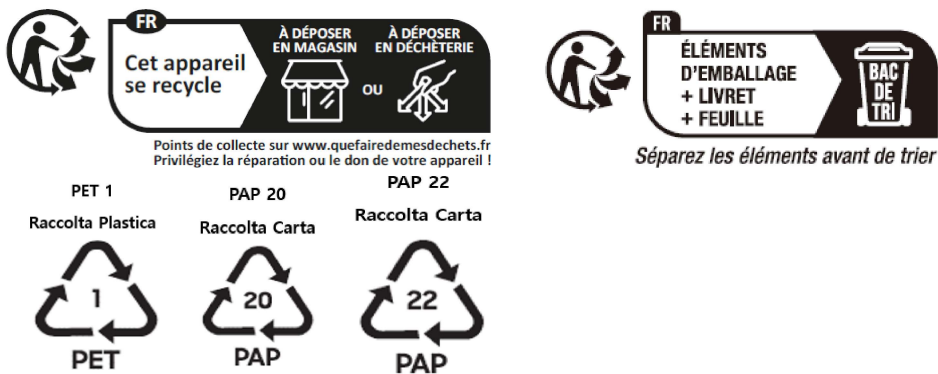 FR
Cet appareil
se recycle
À DÉPOSER
EN MAGASIN
OU
À DÉPOSER
EN DÉCHÈTERIE
Points de collecte sur www.quefairedemesdechets.fr
Privilégiez la réparation ou le don de votre appareil !
FR
ÉLÉMENTS
D'EMBALLAGE
+ LIVRET
+ FEUILLE
BAC
DE
TRI
Séparez les éléments avant de trier
PET 1
Raccolta Plastica
1
PET
PAP 20
Raccolta Carta
20
PAP
PAP 22
Raccolta Carta
22
PAP